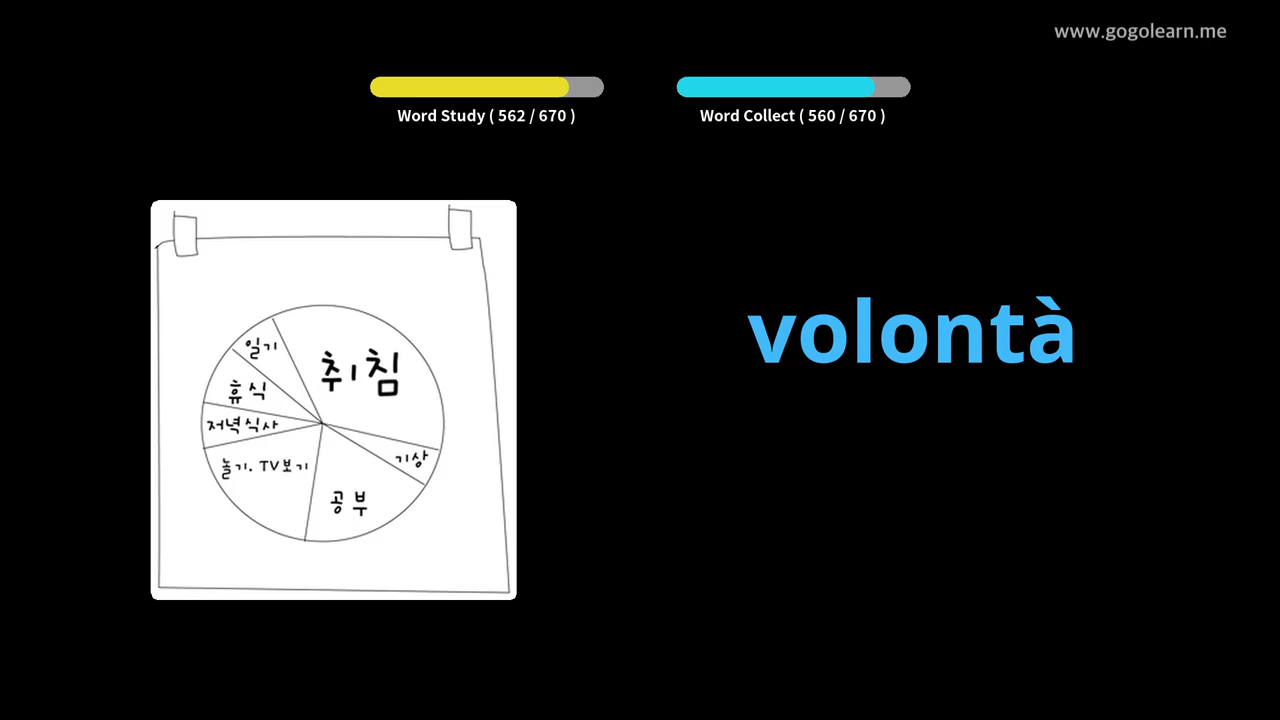 www.gogolearn.me
Word Study ( 562 / 670 )
Word Collect ( 560 / 670 )
volontà
일기
취침
휴식
저녁식사
놀기. TV보기
기상
공부